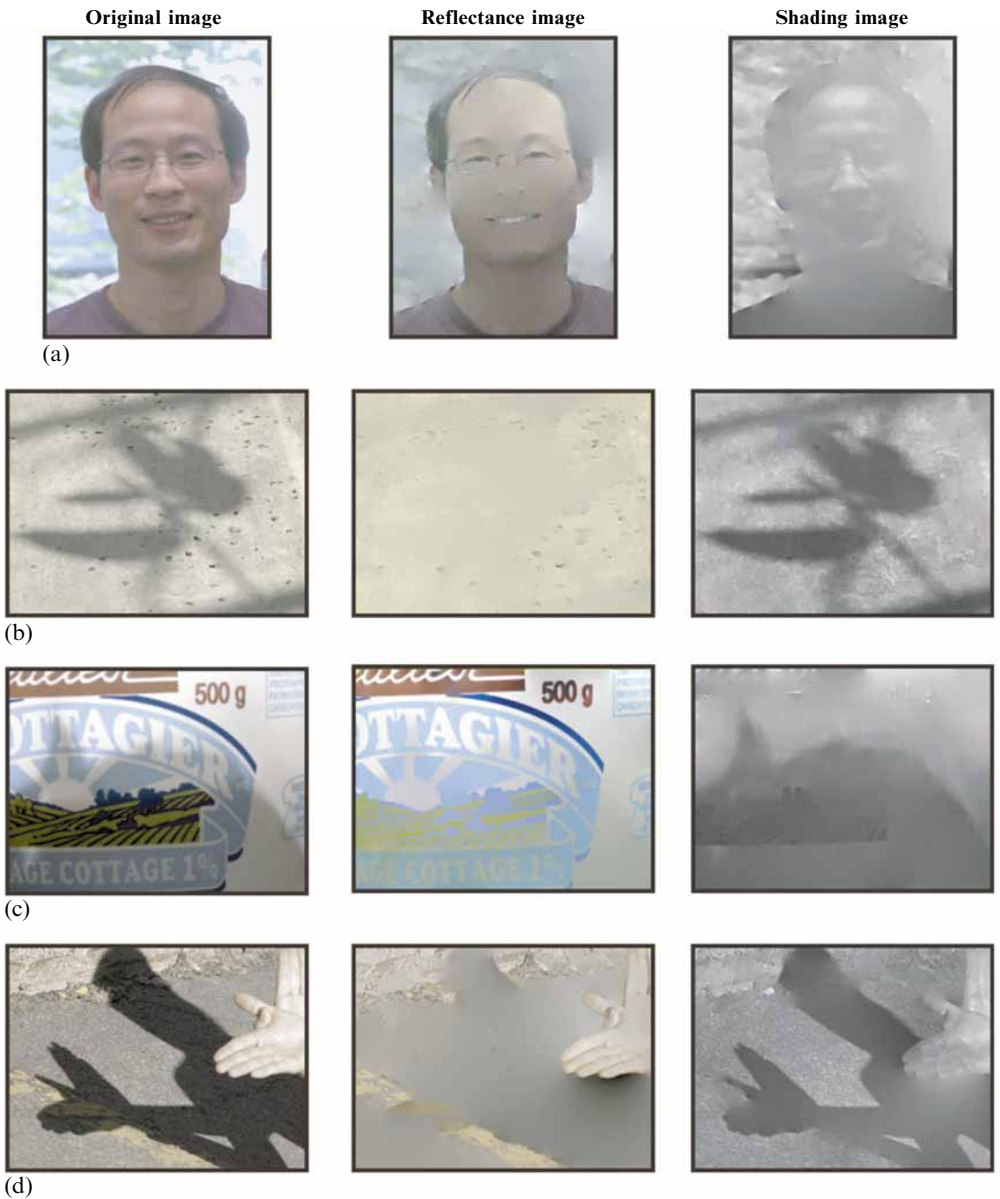 Original image Reflectance image Shading image
(a)
(b)
500 g 500 g
OTTAGIER OTTAGIER
AGE COTTAGE 1% AGE COTTAGE 1%
(c)
(d)